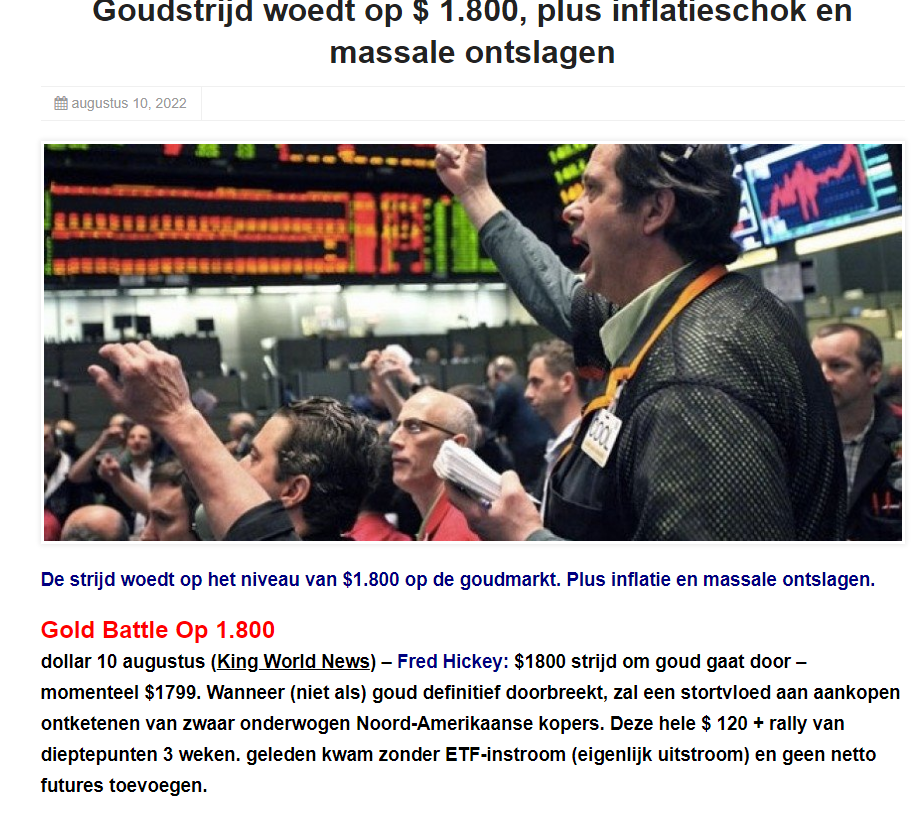 Goudstrijd woedt op $ 1.800, plus inflatieschok en
massale ontslagen
augustus 10, 2022
De strijd woedt op het niveau van $1.800 op de goudmarkt. Plus inflatie en massale ontslagen.
Gold Battle Op 1.800
dollar 10 augustus (King World News) – Fred Hickey: $1800 strijd om goud gaat door –
momenteel $1799. Wanneer (niet als) goud definitief doorbreekt, zal een stortvloed aan aankopen
ontketenen van zwaar onderwogen Noord-Amerikaanse kopers. Deze hele $ 120 + rally van
dieptepunten 3 weken. geleden kwam zonder ETF-instroom (eigenlijk uitstroom) en geen netto
futures toevoegen.